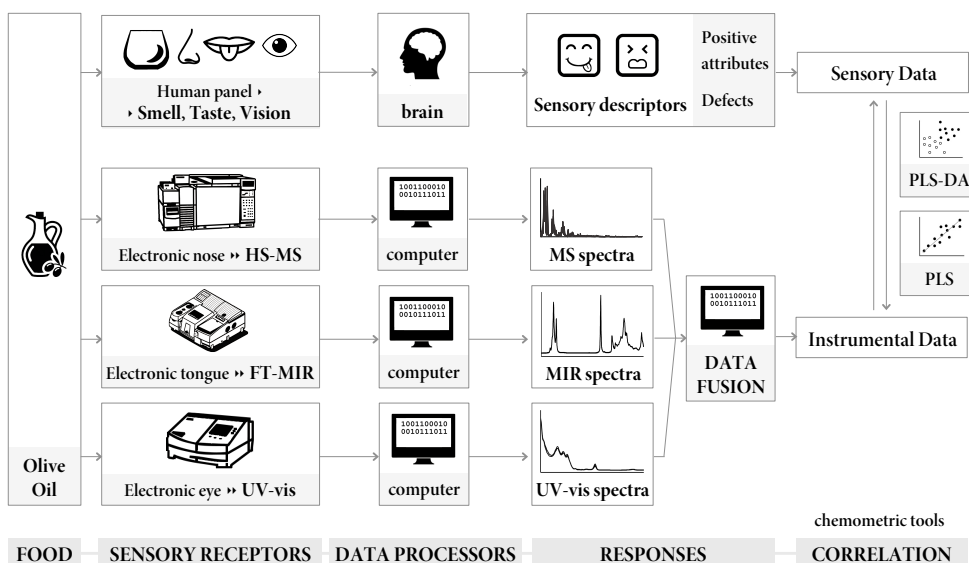 Human panel ▸
▸ Smell, Taste, Vision
brain
Sensory descriptors
Positive
attributes
Defects
Sensory Data
PLS-DA
PLS
Instrumental Data
1001100010
0010111011
Electronic nose ▸▸ HS-MS
computer
MS spectra
1001100010
0010111011
Electronic tongue ▸▸ FT-MIR
computer
MIR spectra
1001100010
0010111011
DATA
FUSION
1001100010
0010111011
Electronic eye ▸▸ UV-vis
computer
UV-vis spectra
Olive
Oil
chemometric tools
FOOD SENSORY RECEPTORS DATA PROCESSORS RESPONSES CORRELATION